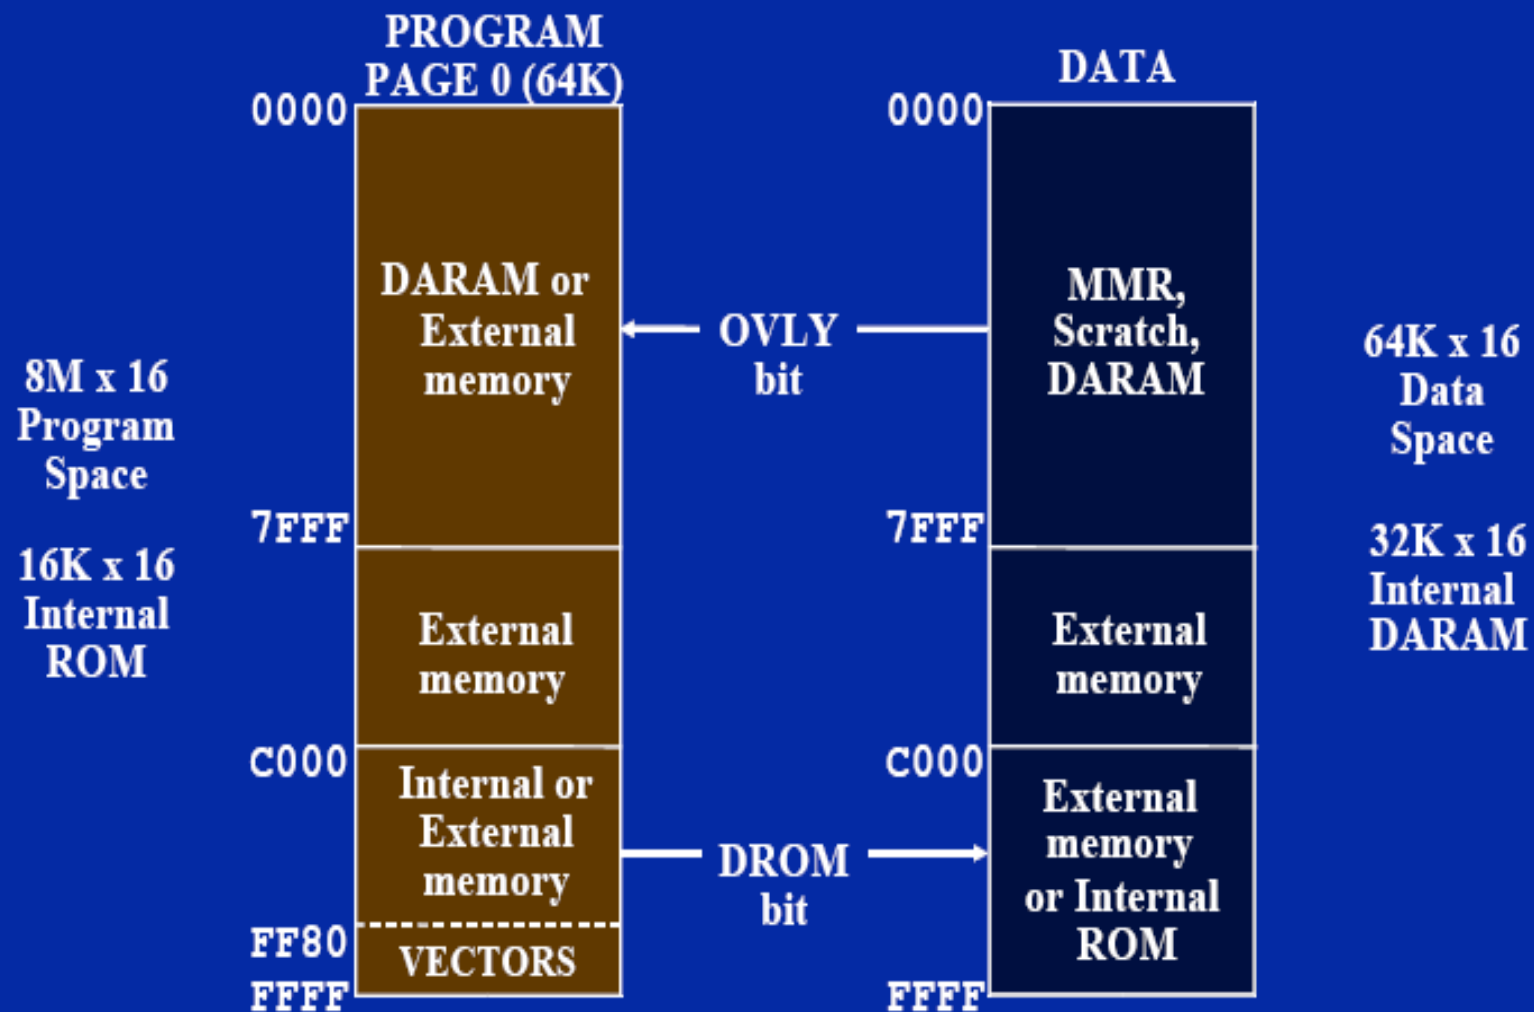 PROGRAM
PAGE 0 (64K)
0000
DARAM or
External
memory
7FFF
External
memory
C000
Internal or
External
memory
FF80
VECTORS
FFFF
8M x 16
Program
Space
16K x 16
Internal
ROM
OVLY
bit
DROM
bit
DATA
0000
MMR,
Scratch,
DARAM
7FFF
External
memory
C000
External
memory
or Internal
ROM
FFFF
64K x 16
Data
Space
32K x 16
Internal
DARAM